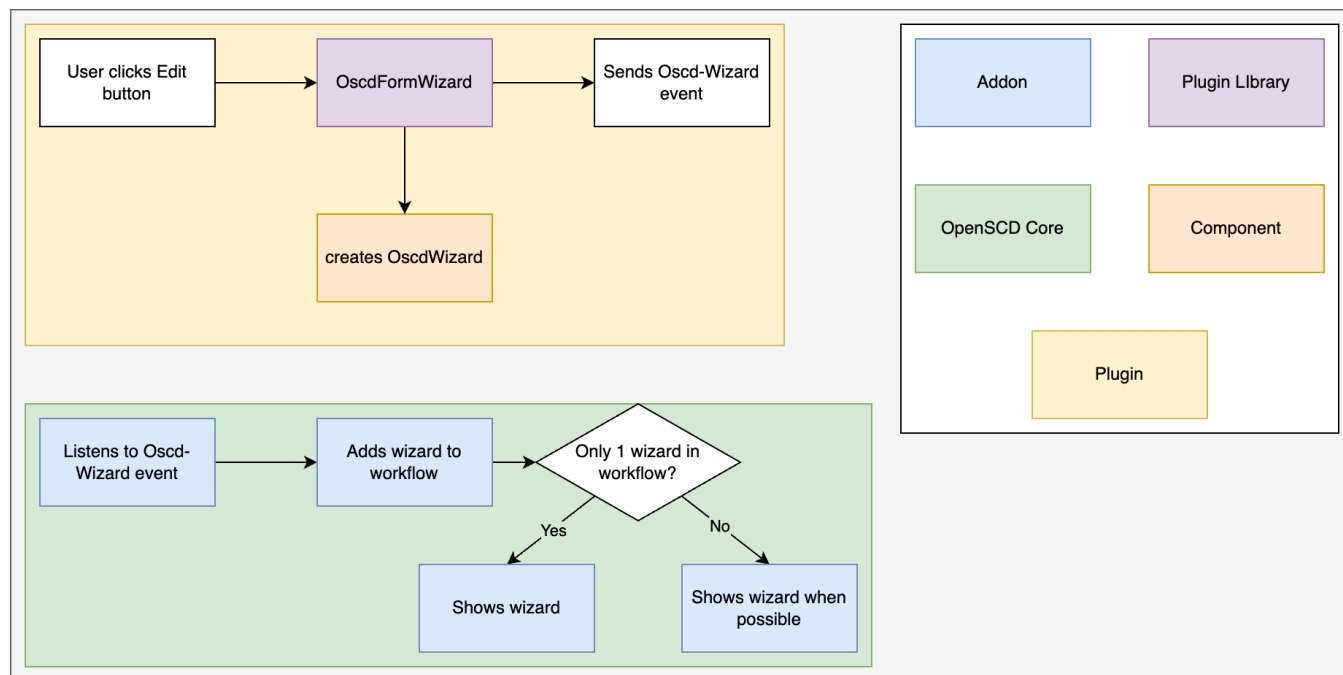 User clicks Edit
button
OscdFormWizard
Sends Oscd-Wizard
event
creates OscdWizard
Addon
Plugin LIbrary
OpenSCD Core
Component
Plugin
Listens to Oscd-
Wizard event
Adds wizard to
workflow
Only 1 wizard in
workflow?
Yes
No
Shows wizard
Shows wizard when
possible